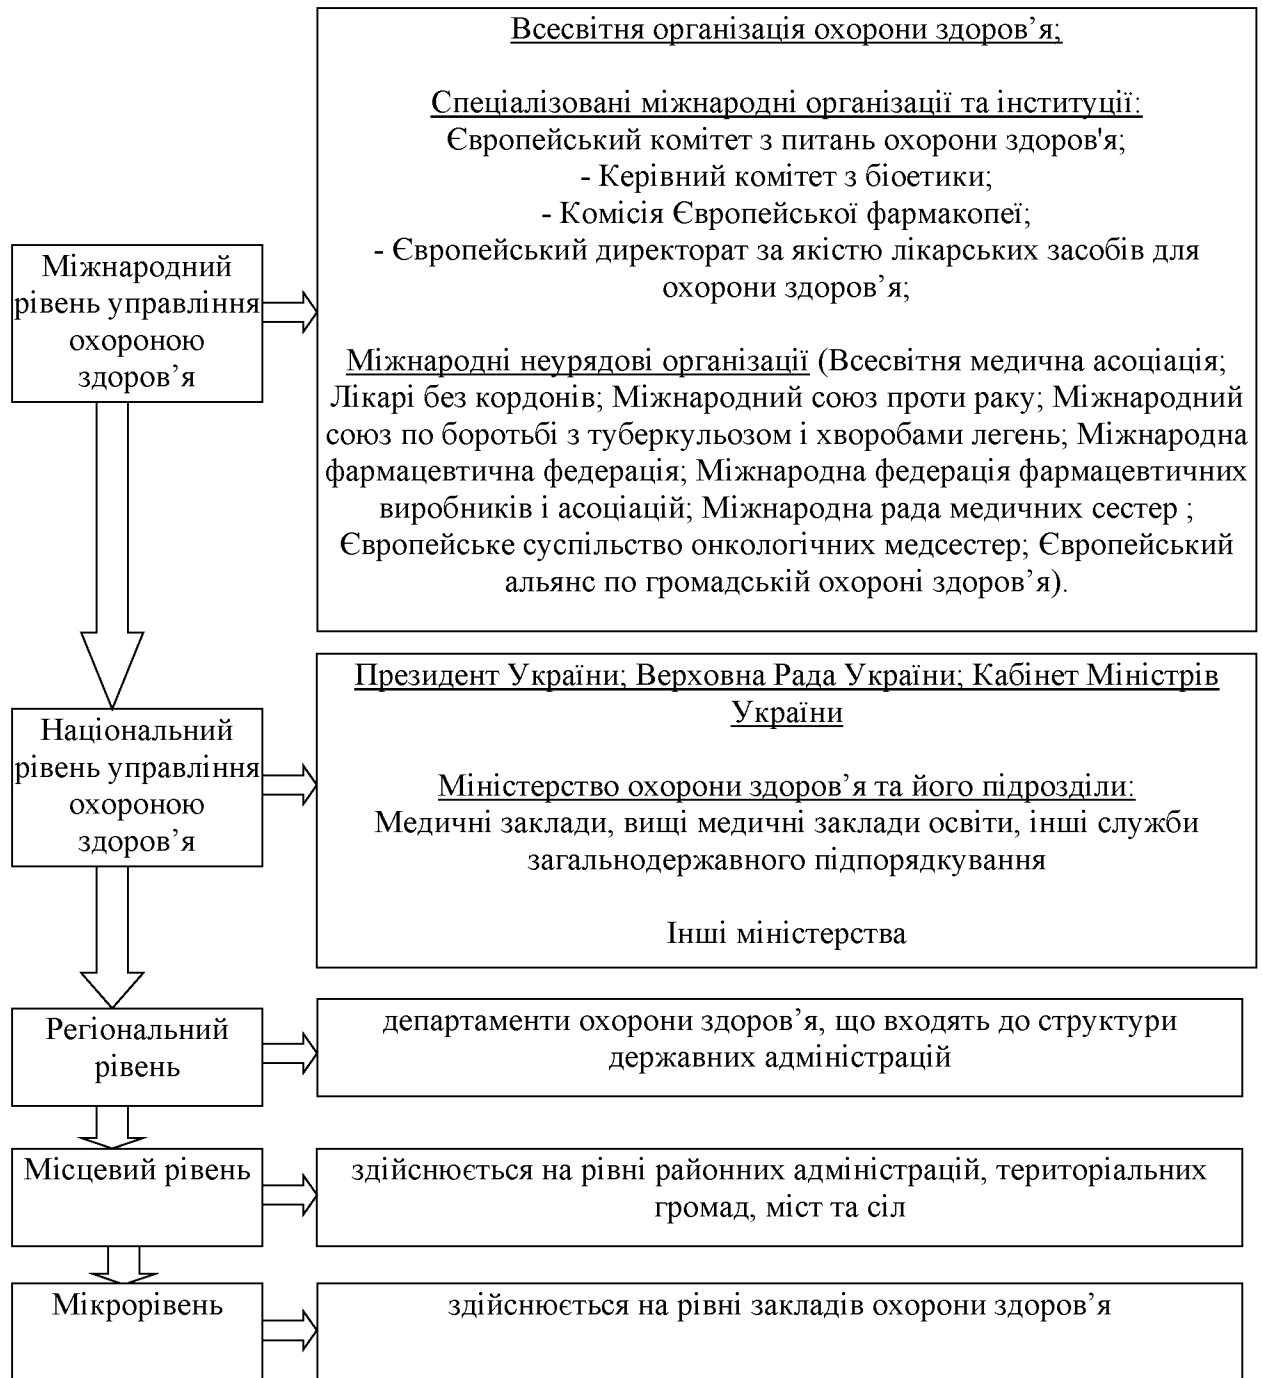 Міжнародний
рівень управління
охороною
здоров’я
Всесвітня організація охорони здоров’я;
Спеціалізовані міжнародні організації та інституції:
Європейський комітет з питань охорони здоров'я;
- Керівний комітет з біоетики;
- Комісія Європейської фармакопеї;
- Європейський директорат за якістю лікарських засобів для
охорони здоров’я;
Міжнародні неурядові організації (Всесвітня медична асоціація;
Лікарі без кордонів; Міжнародний союз проти раку; Міжнародний
союз по боротьбі з туберкульозом і хворобами легень; Міжнародна
фармацевтична федерація; Міжнародна федерація фармацевтичних
виробників і асоціацій; Міжнародна рада медичних сестер ;
Європейське суспільство онкологічних медсестер; Європейський
альянс по громадській охороні здоров’я).
Національний
рівень управління
охороною
здоров’я
Президент України; Верховна Рада України; Кабінет Міністрів
України
Міністерство охорони здоров’я та його підрозділи:
Медичні заклади, вищі медичні заклади освіти, інші служби
загальнодержавного підпорядкування
Інші міністерства
Регіональний
рівень
департаменти охорони здоров’я, що входять до структури
державних адміністрацій
Місцевий рівень
здійснюється на рівні районних адміністрацій, територіальних
громад, міст та сіл
Мікрорівень
здійснюється на рівні закладів охорони здоров’я